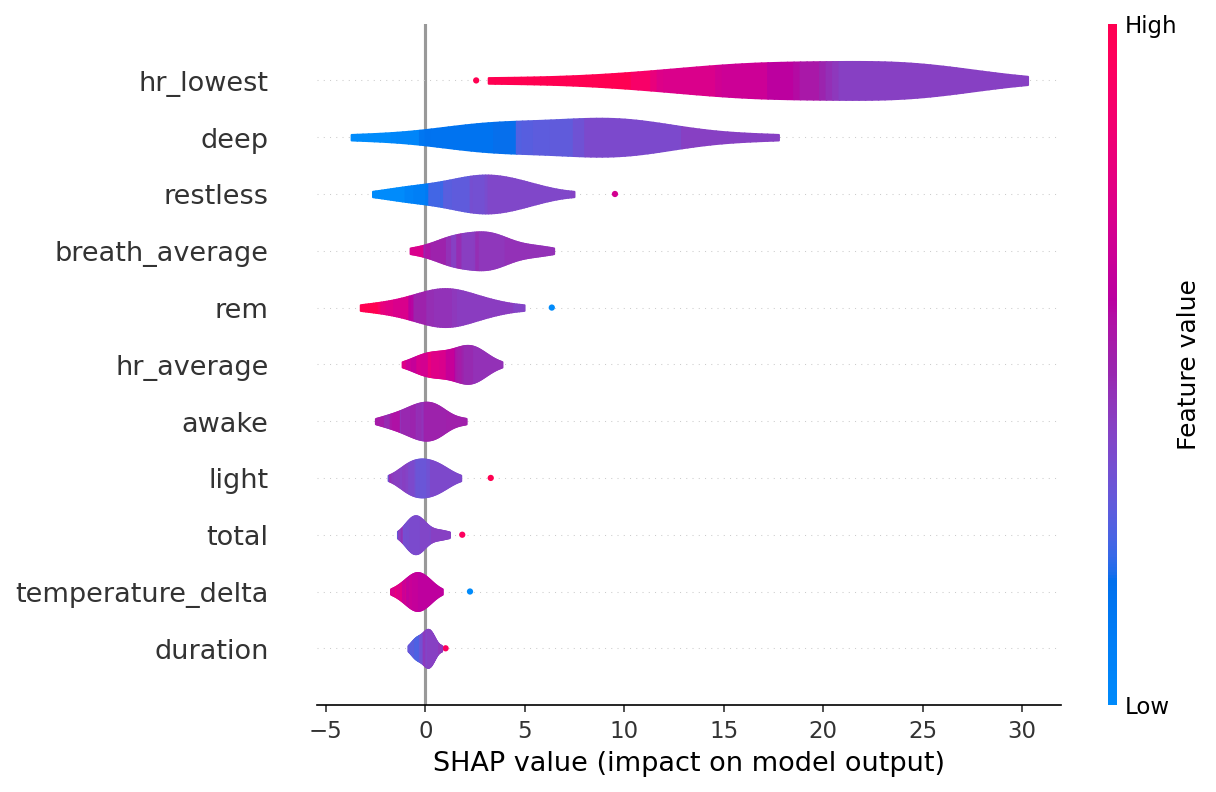 High
hr_lowest
deep
restless
breath_average
rem
hr_average
awake
light
total
temperature_delta
duration
Feature value
Low
−5 0 5 10 15 20 25 30
SHAP value (impact on model output)